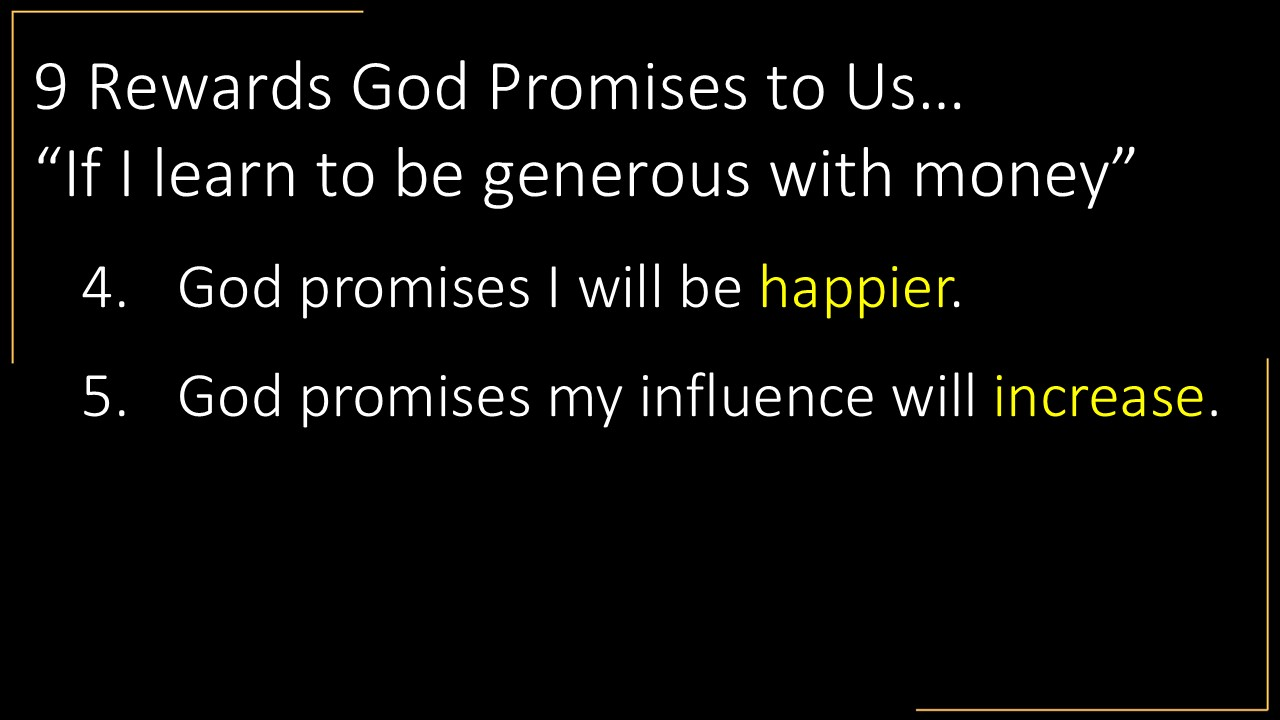 9 Rewards God Promises to Us...
“If I learn to be generous with money”
4. God promises I will be happier.
5. God promises my influence will increase.